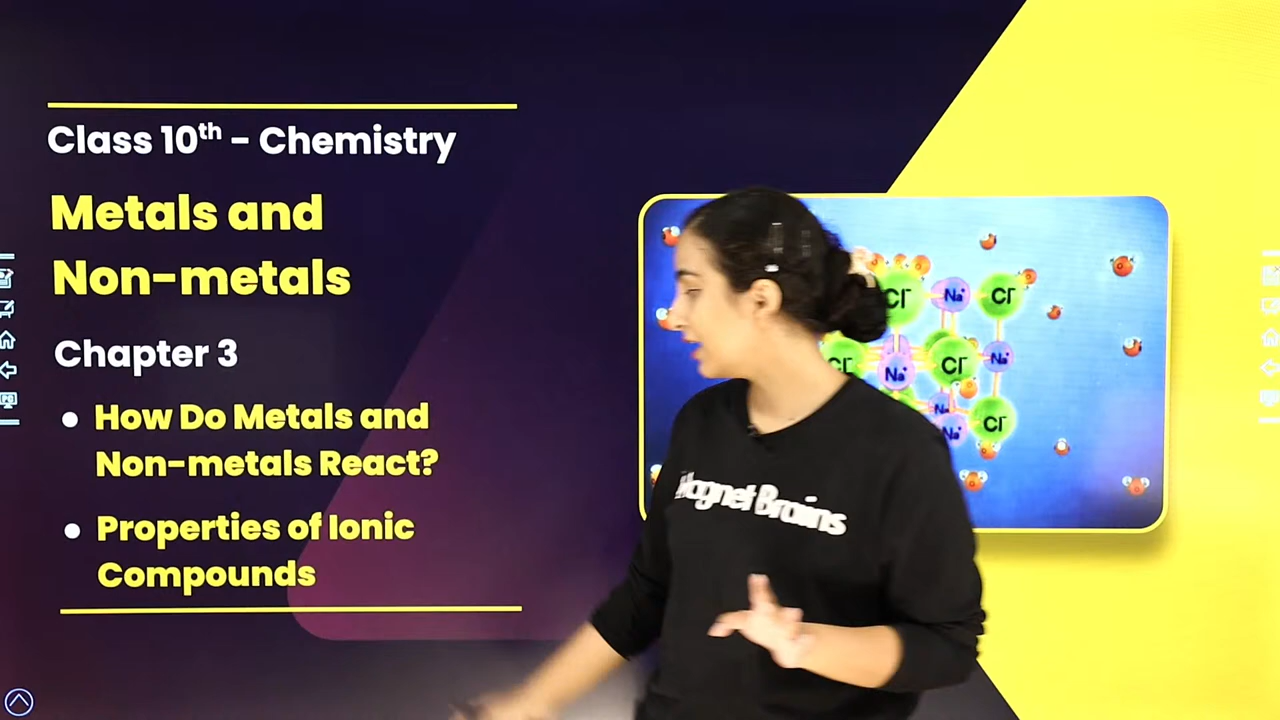 Class 10th - Chemistry
Metals and
Non-metals
Chapter 3
• How Do Metals and
Non-metals React?
• Properties of Ionic
Compounds
Cl⁻ Na⁺ Cl⁻
Cl⁻ Na⁺ Cl⁻ Na⁺
Na Na Cl⁻
Magnet Brains